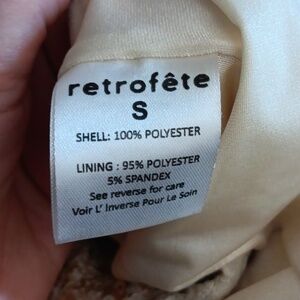 retrofête
S
SHELL: 100% POLYESTER
LINING : 95% POLYESTER
5% SPANDEX
See reverse for care
Voir L' Inverse Pour Le Soin